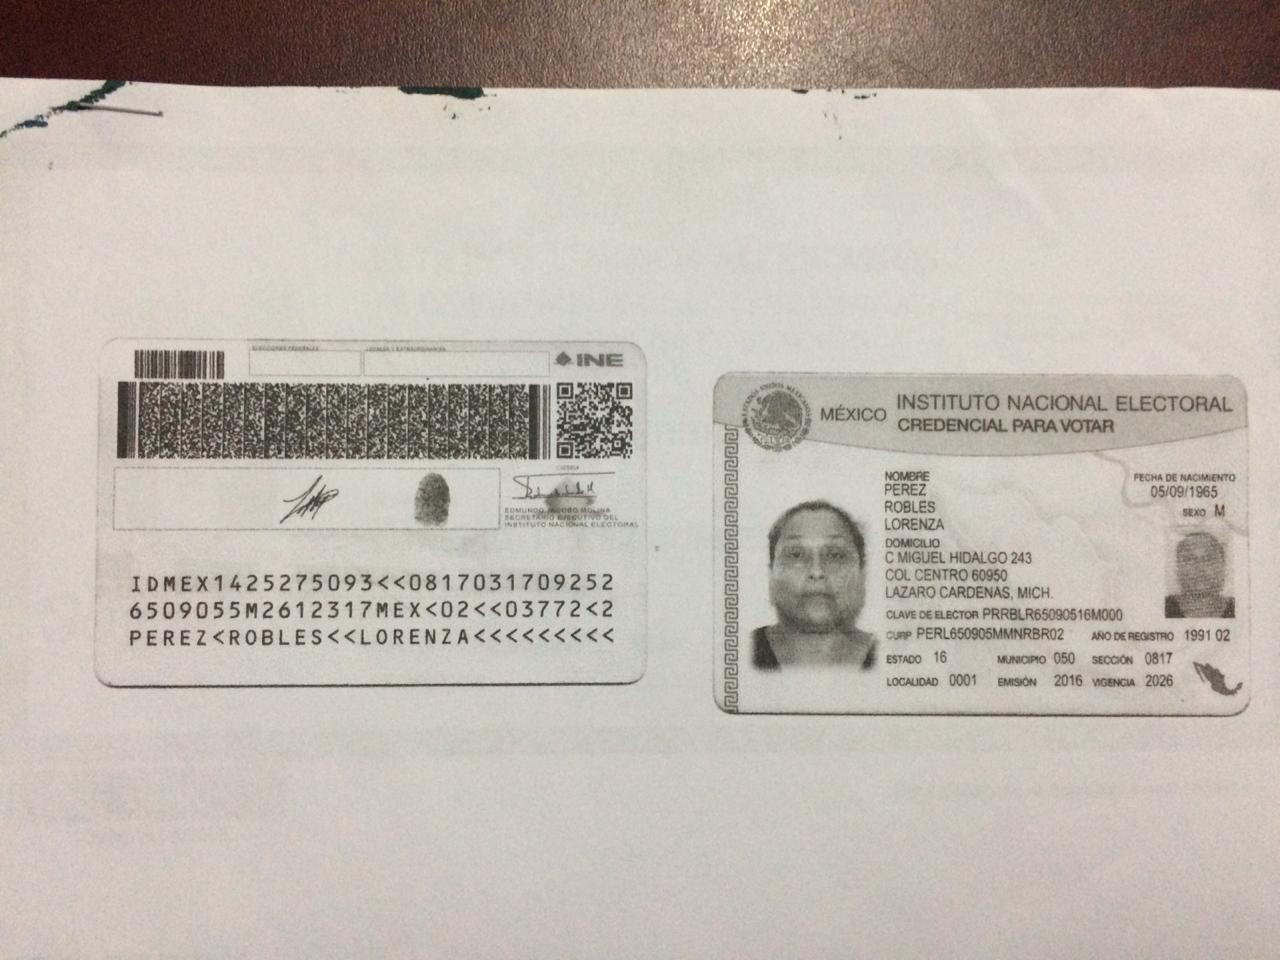 ELECCIONES FEDERALES
LOCALES Y EXTRAORDINARIAS
INE
EDMUNDO JACOBO MOLINA
SECRETARIO EJECUTIVO DEL
INSTITUTO NACIONAL ELECTORAL
IDMEX1425275093<<0817031709252
6509055M2612317MEX<02<<03772<2
PEREZ<ROBLES<<LORENZA<<<<<<<<<
MÉXICO
INSTITUTO NACIONAL ELECTORAL
CREDENCIAL PARA VOTAR
NOMBRE
PEREZ
ROBLES
LORENZA
FECHA DE NACIMIENTO
05/09/1965
SEXO M
DOMICILIO
C MIGUEL HIDALGO 243
COL CENTRO 60950
LAZARO CARDENAS, MICH.
CLAVE DE ELECTOR PRRBLR65090516M000
CURP PERL650905MMNRBR02 AÑO DE REGISTRO 1991 02
ESTADO 16 MUNICIPIO 050 SECCIÓN 0817
LOCALIDAD 0001 EMISIÓN 2016 VIGENCIA 2026